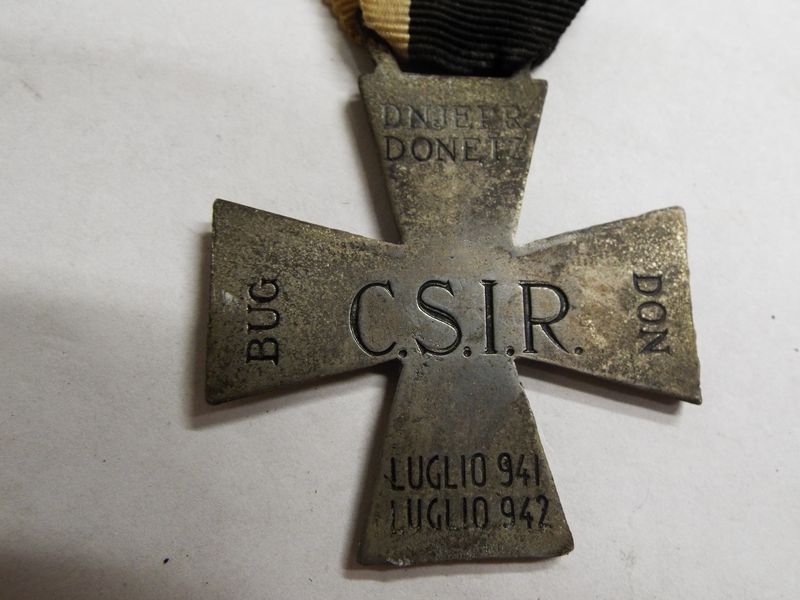 DNJEPR
DONETZ
BUG
C.S.I.R.
DON
LUGLIO 941
LUGLIO 942